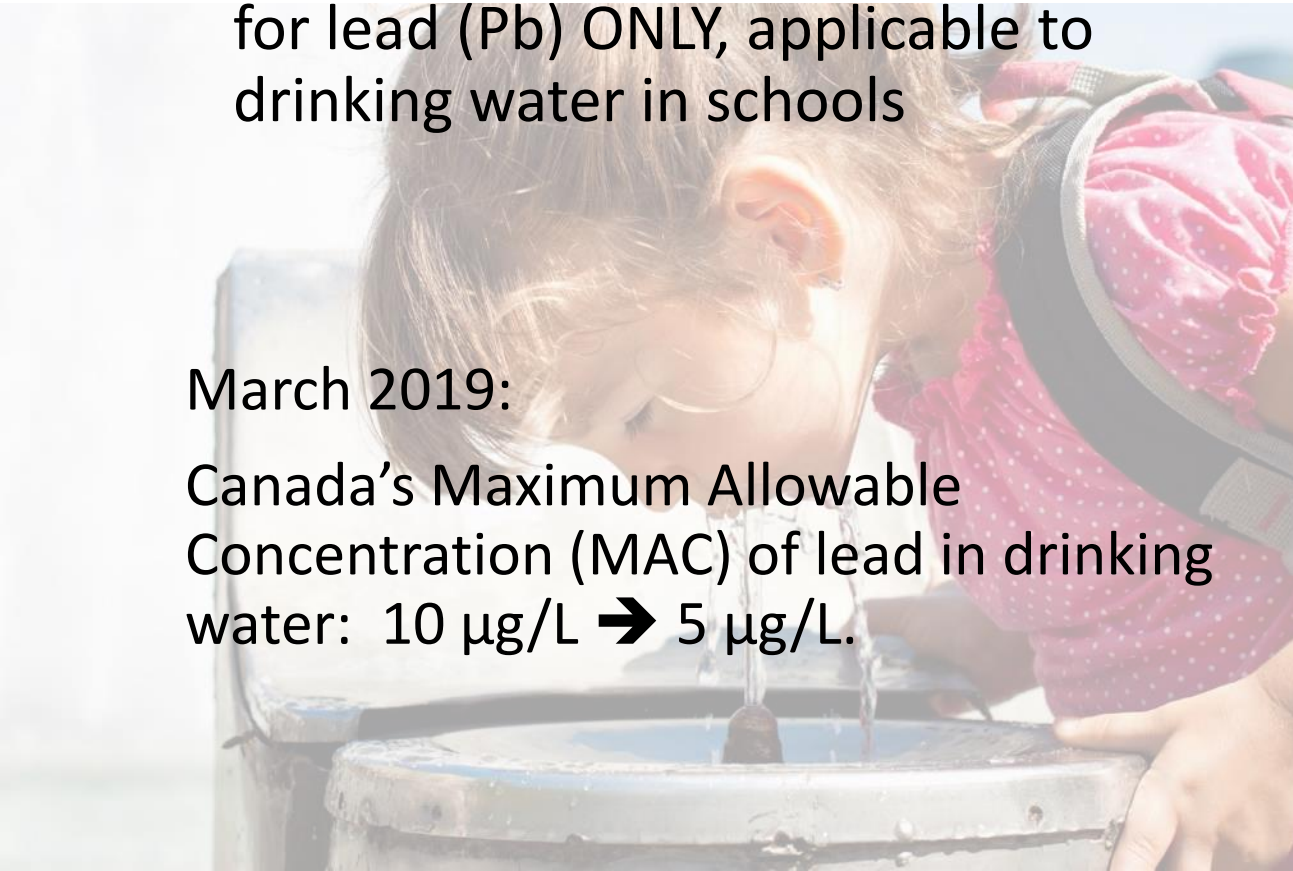 for lead (Pb) ONLY, applicable to
drinking water in schools
March 2019:
Canada’s Maximum Allowable
Concentration (MAC) of lead in drinking
water:  10 µg/L ➔ 5 µg/L.